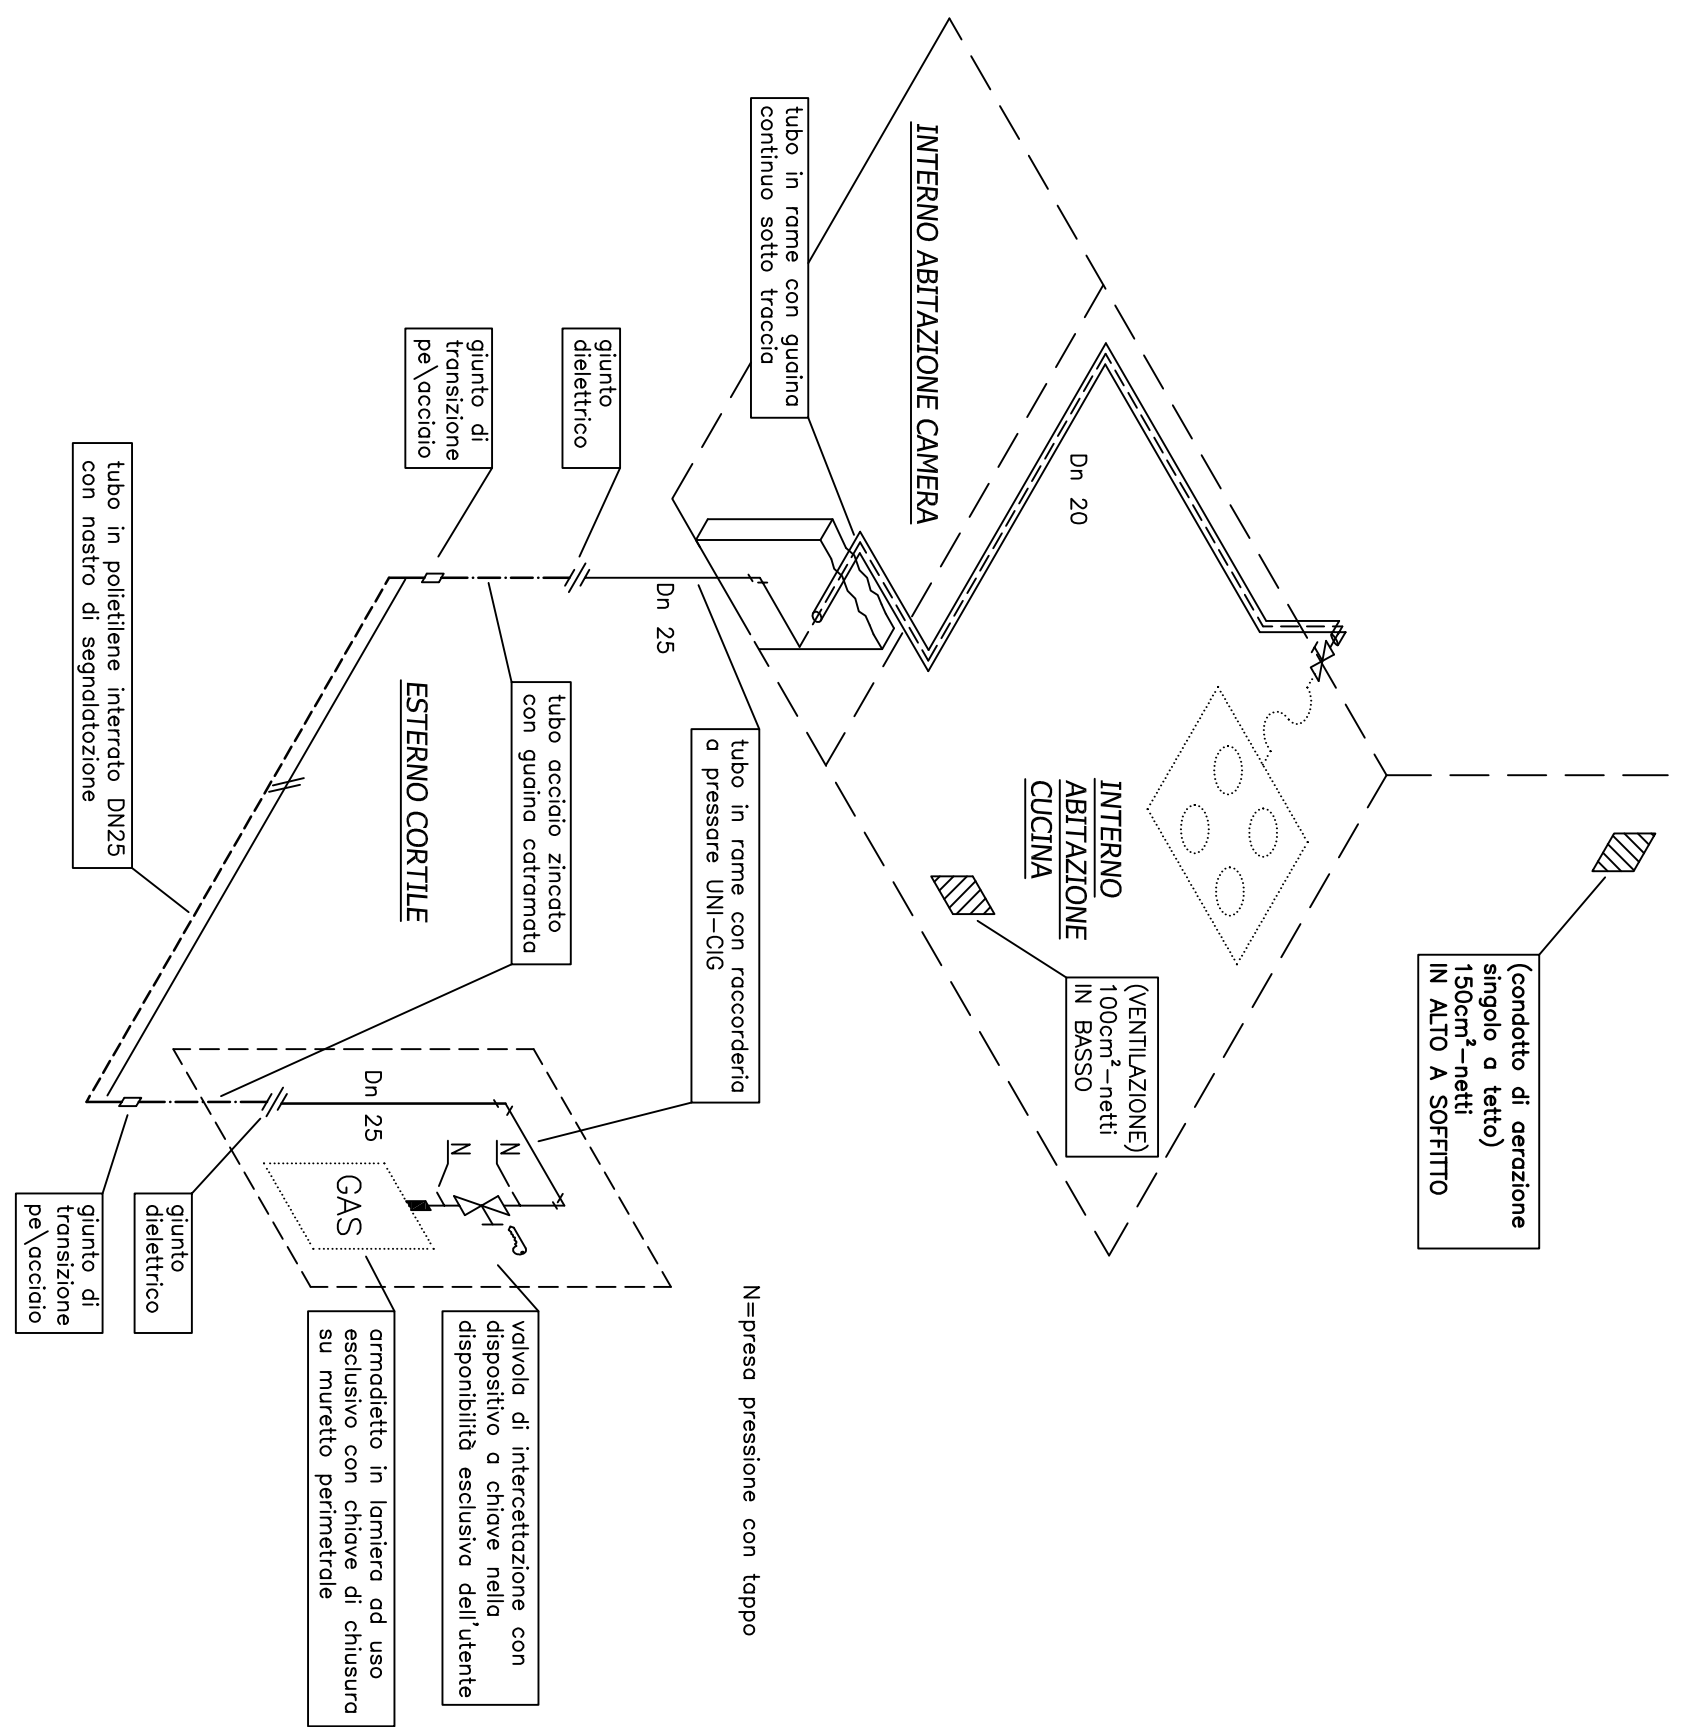 (condotto di aerazione
singolo a tetto)
150cm²–netti
IN ALTO A SOFFITTO
(VENTILAZIONE)
100cm²–netti
IN BASSO
INTERNO
ABITAZIONE
CUCINA
Dn 20
INTERNO ABITAZIONE CAMERA
tubo in rame con guaina
continuo sotto traccia
N=presa pressione con tappo
tubo in rame con raccorderia
a pressare UNI–CIG
Dn 25
giunto
dielettrico
tubo acciaio zincato
con guaina catramata
valvola di intercettazione con
dispositivo a chiave nella
disponibilità esclusiva dell'utente
N
N
giunto di
transizione
pe\acciaio
ESTERNO CORTILE
armadietto in lamiera ad uso
esclusivo con chiave di chiusura
su muretto perimetrale
Dn 25
GAS
giunto
dielettrico
tubo in polietilene interrato DN25
con nastro di segnalatozione
giunto di
transizione
pe\acciaio